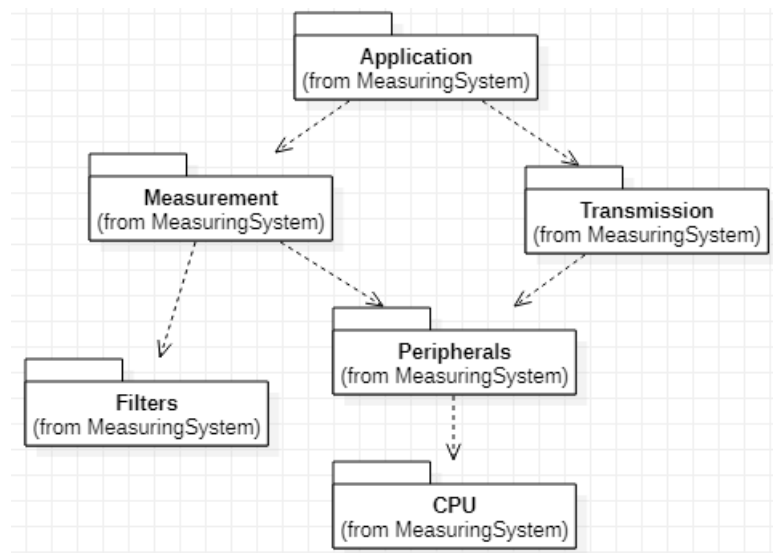 Application
(from MeasuringSystem)
Measurement
(from MeasuringSystem)
Transmission
(from MeasuringSystem)
Peripherals
(from MeasuringSystem)
Filters
(from MeasuringSystem)
CPU
(from MeasuringSystem)